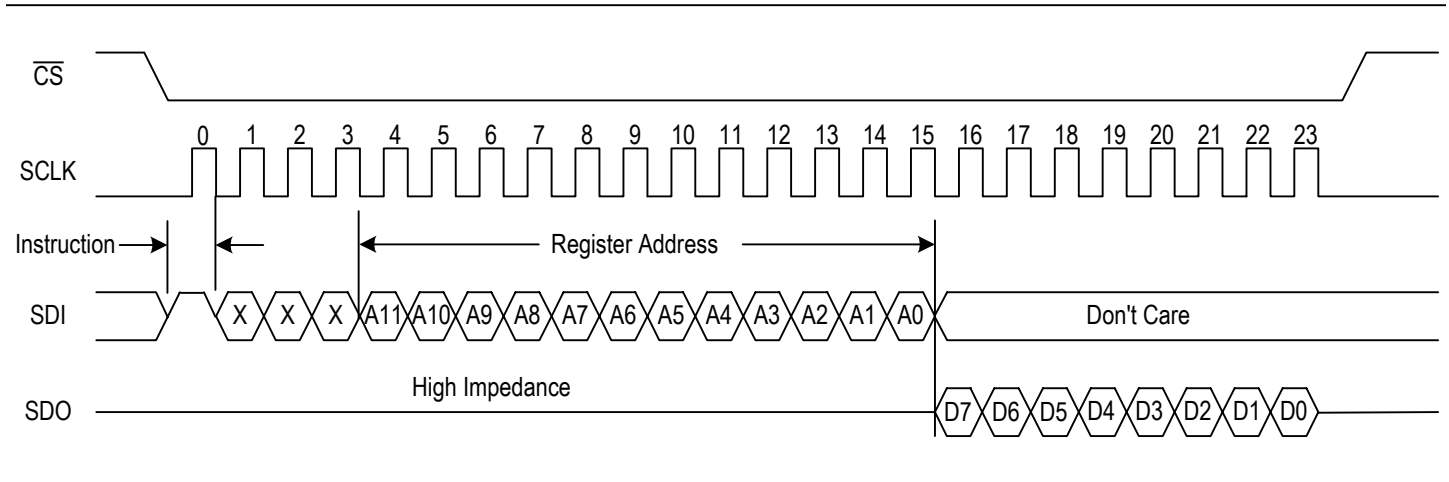 CS
0 1 2 3 4 5 6 7 8 9 10 11 12 13 14 15 16 17 18 19 20 21 22 23
SCLK
Instruction Register Address
SDI X X X A11 A10 A9 A8 A7 A6 A5 A4 A3 A2 A1 A0 Don't Care
High Impedance
SDO D7 D6 D5 D4 D3 D2 D1 D0